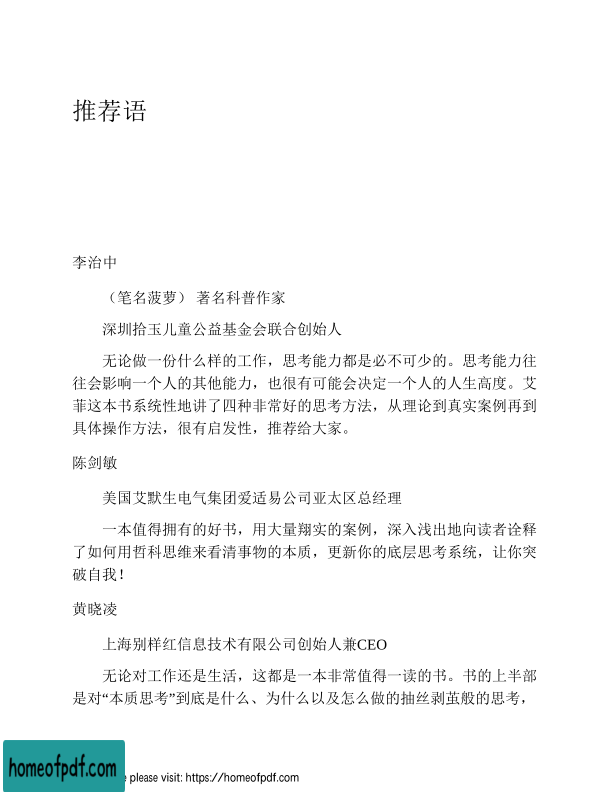 推荐语
李治中
（笔名菠萝） 著名科普作家
深圳拾玉儿童公益基金会联合创始人
无论做一份什么样的工作，思考能力都是必不可少的。思考能力往
往会影响一个人的其他能力，也很有可能会决定一个人的人生高度。艾
菲这本书系统性地讲了四种非常好的思考方法，从理论到真实案例再到
具体操作方法，很有启发性，推荐给大家。
陈剑敏
美国艾默生电气集团爱适易公司亚太区总经理
一本值得拥有的好书，用大量翔实的案例，深入浅出地向读者诠释
了如何用哲科思维来看清事物的本质，更新你的底层思考系统，让你突
破自我！
黄晓凌
上海别样红信息技术有限公司创始人兼CEO
无论对工作还是生活，这都是一本非常值得一读的书。书的上半部
是对“本质思考”到底是什么、为什么以及怎么做的抽丝剥茧般的思考，
homeofpdf.com
please visit: https://homeofpdf.com